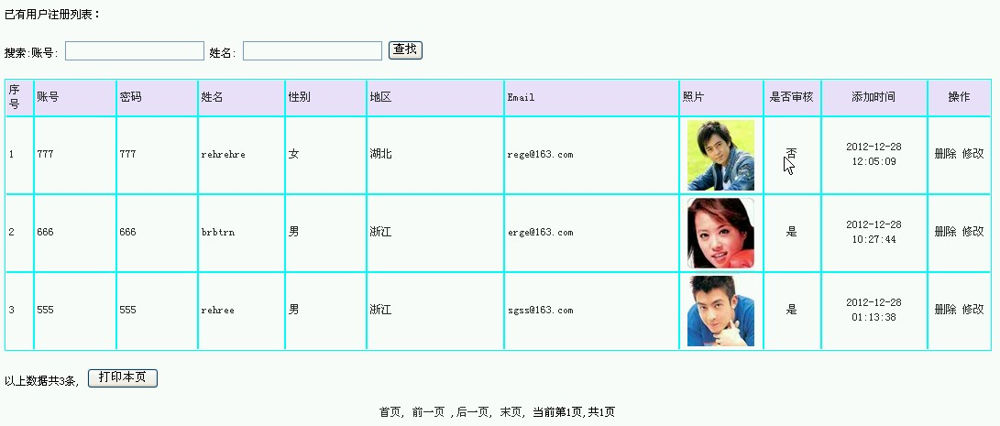 已有用户注册列表：
搜索:账号: 姓名: 查找
序号 账号 密码 姓名 性别 地区 Email 照片 是否审核 添加时间 操作
1 777 777 rehrehre 女 湖北 rege@163.com 否 2012-12-28 12:05:09 删除 修改
2 666 666 brbtrn 男 浙江 erge@163.com 是 2012-12-28 10:27:44 删除 修改
3 555 555 rehree 男 浙江 sgss@163.com 是 2012-12-28 01:13:38 删除 修改
以上数据共3条, 打印本页
首页, 前一页 ,后一页, 末页, 当前第1页,共1页